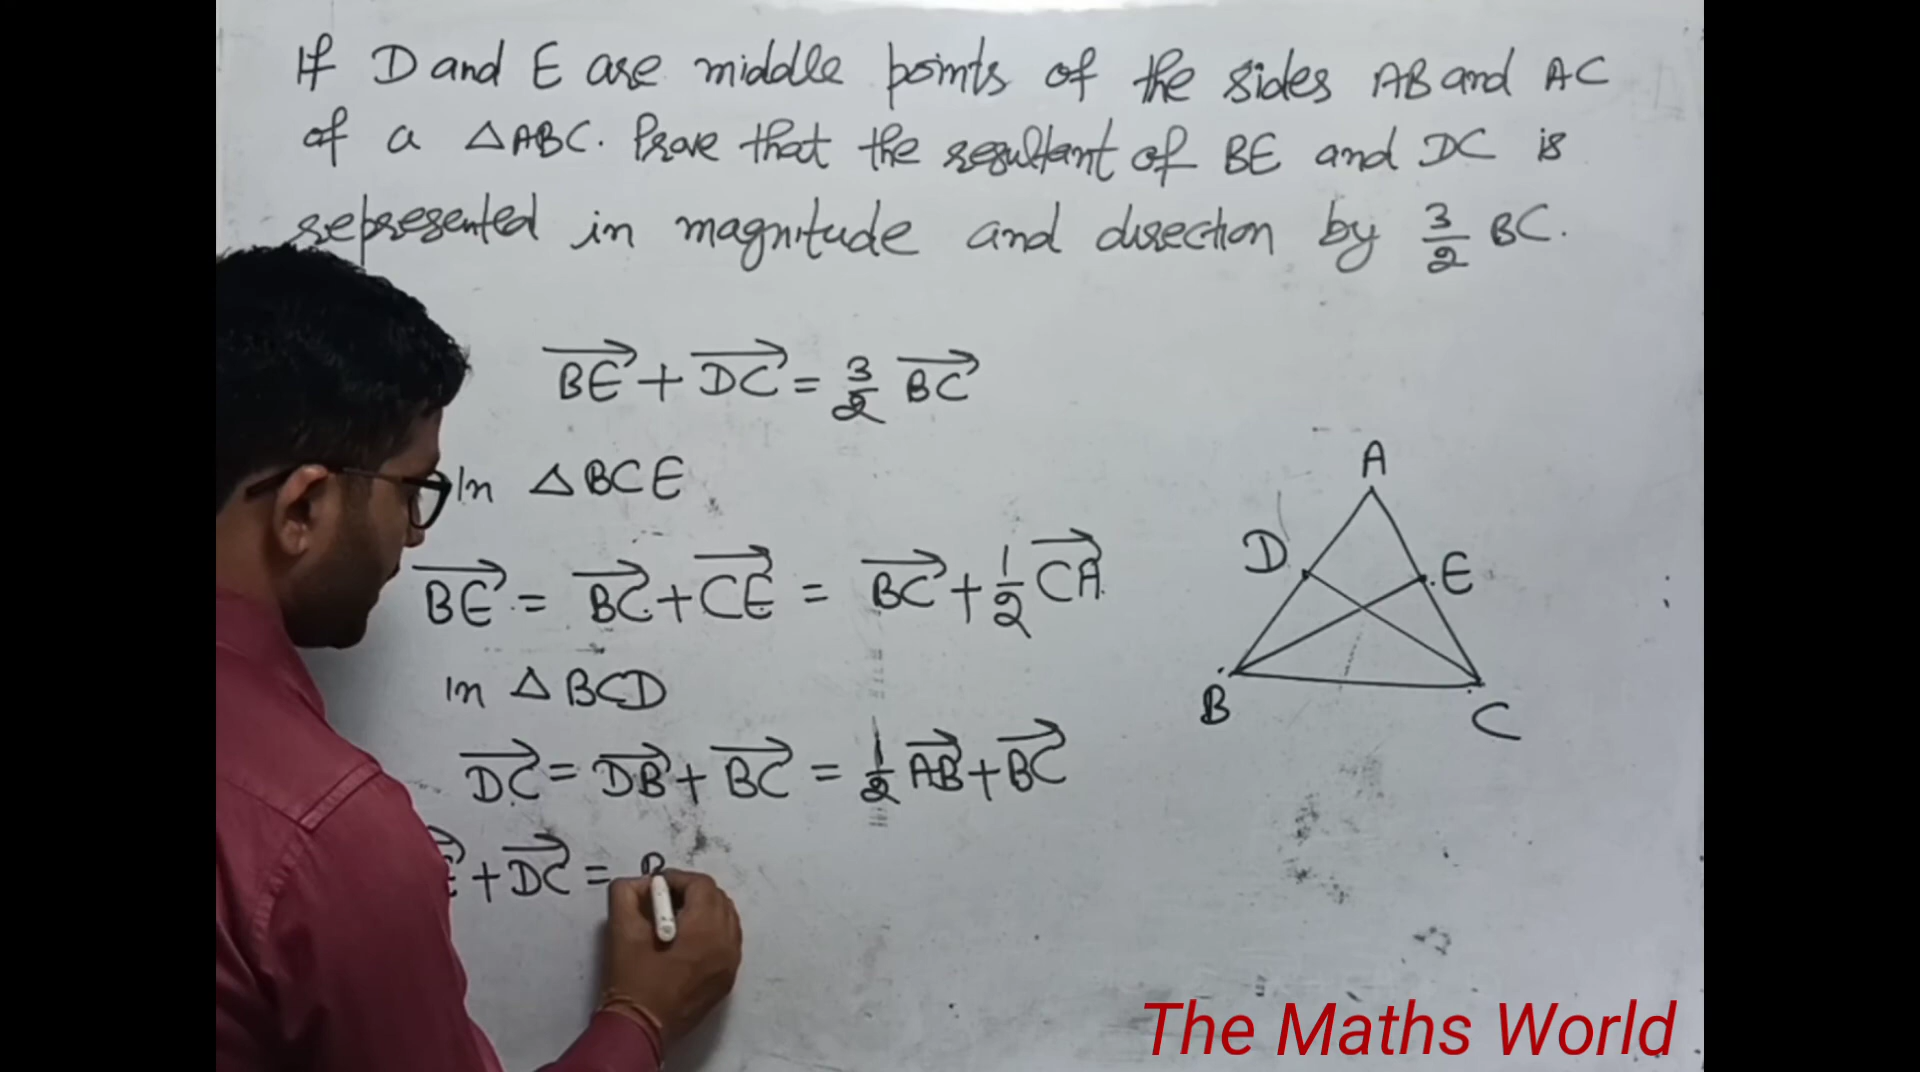 If D and E are middle points of the sides AB and AC
of a △ABC. Prove that the resultant of BE and DC is
represented in magnitude and direction by 3/2 BC.
BE→ + DC→ = 3/2 BC→
In △BCE
BE→ = BC→ + CE→ = BC→ + 1/2 CA→
A
D
E
B
C
In △BCD
DC→ = DB→ + BC→ = 1/2 AB→ + BC→
E→ + DC→ = B
The Maths World